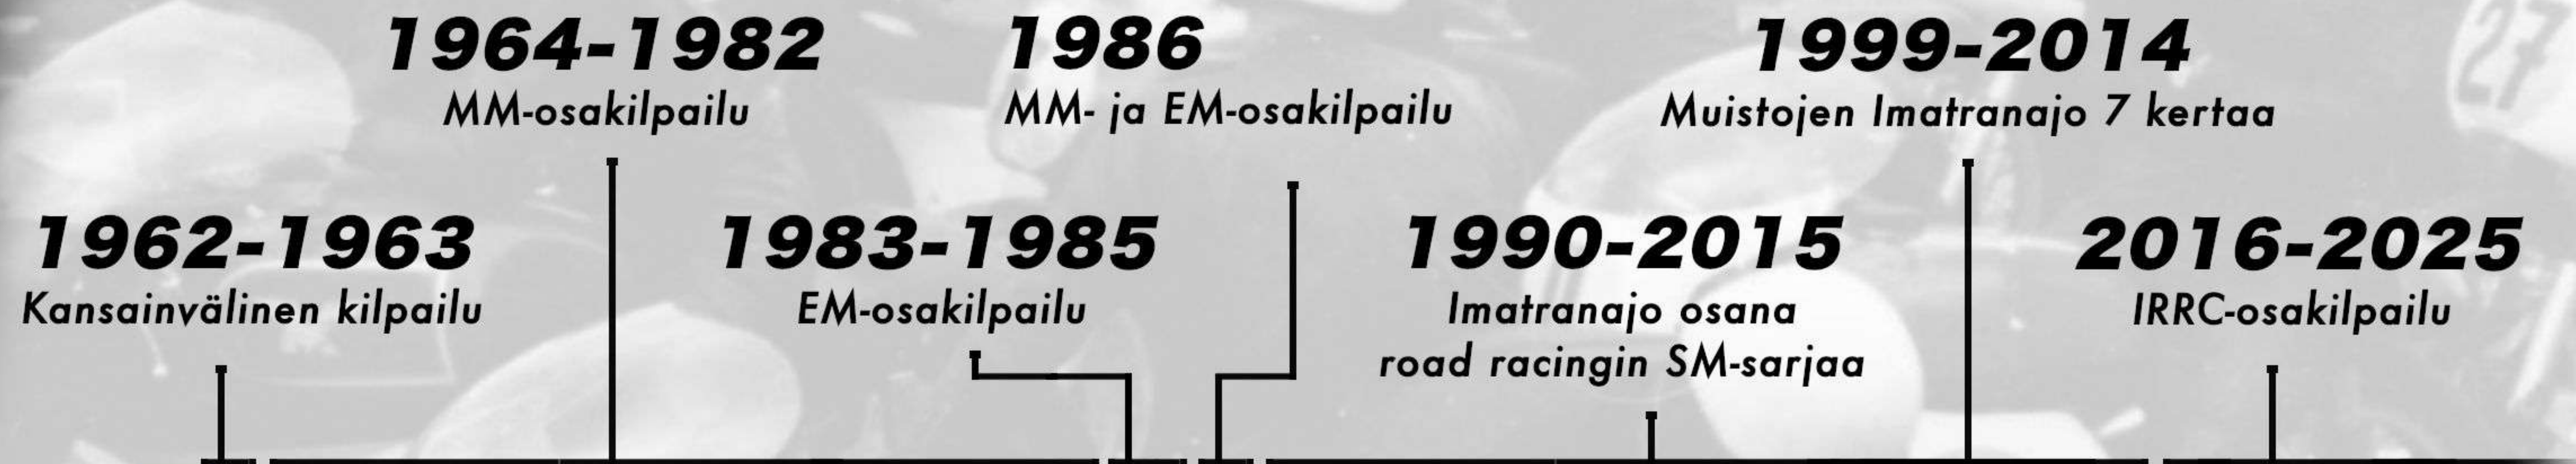 1964-1982
MM-osakilpailu
1986
MM- ja EM-osakilpailu
1999-2014
Muistojen Imatranajo 7 kertaa
1962-1963
Kansainvälinen kilpailu
1983-1985
EM-osakilpailu
1990-2015
Imatranajo osana
road racingin SM-sarjaa
2016-2025
IRRC-osakilpailu
27